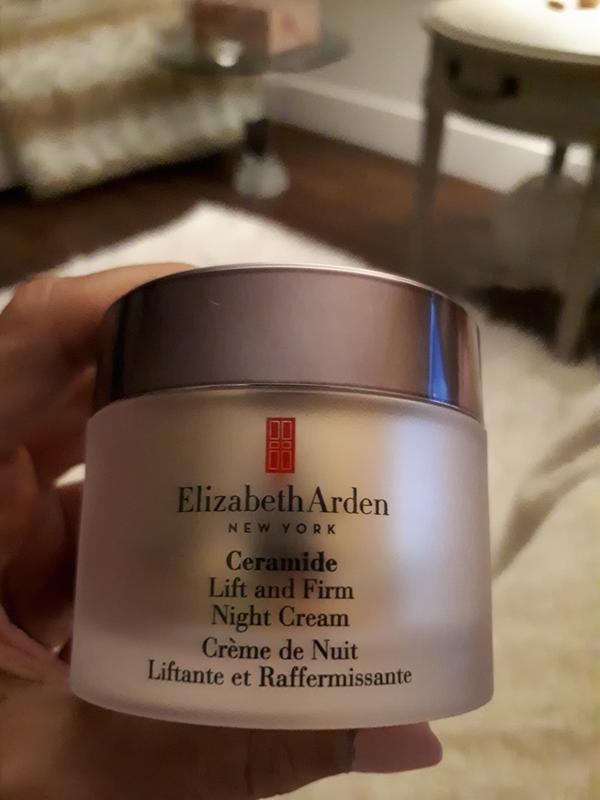 Elizabeth Arden
NEW YORK
Ceramide
Lift and Firm
Night Cream
Crème de Nuit
Liftante et Raffermissante